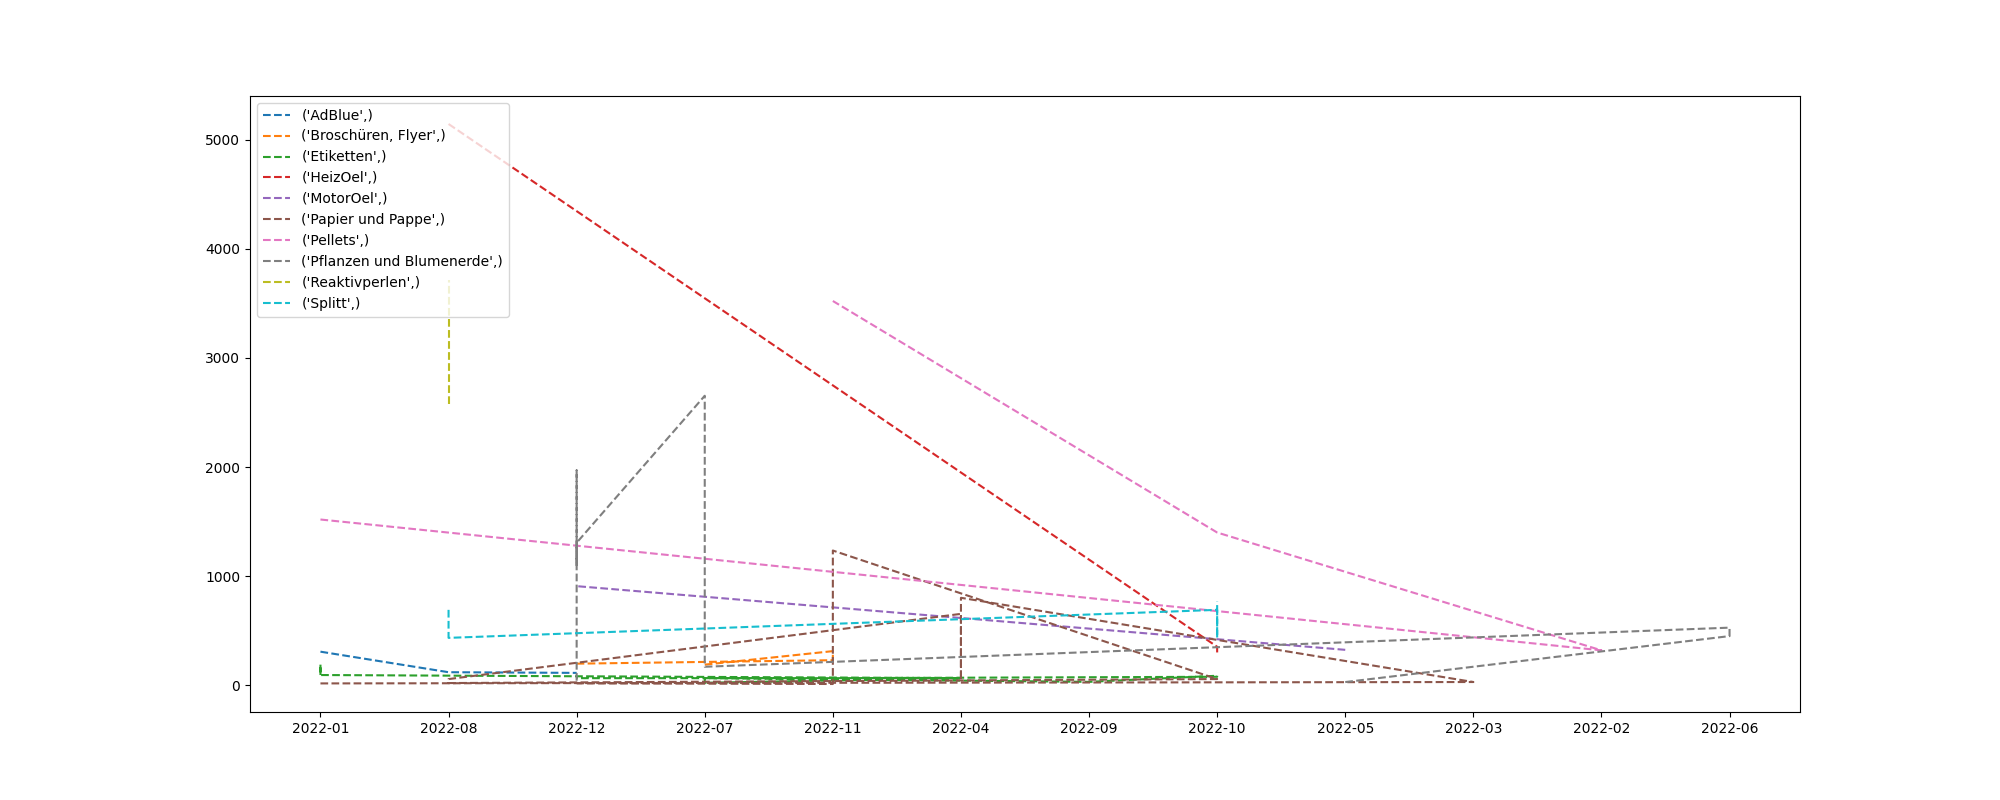 ('AdBlue',)
('Broschüren, Flyer',)
('Etiketten',)
('HeizOel',)
('MotorOel',)
('Papier und Pappe',)
('Pellets',)
('Pflanzen und Blumenerde',)
('Reaktivperlen',)
('Splitt',)
5000
4000
3000
2000
1000
0
2022-01 2022-08 2022-12 2022-07 2022-11 2022-04 2022-09 2022-10 2022-05 2022-03 2022-02 2022-06